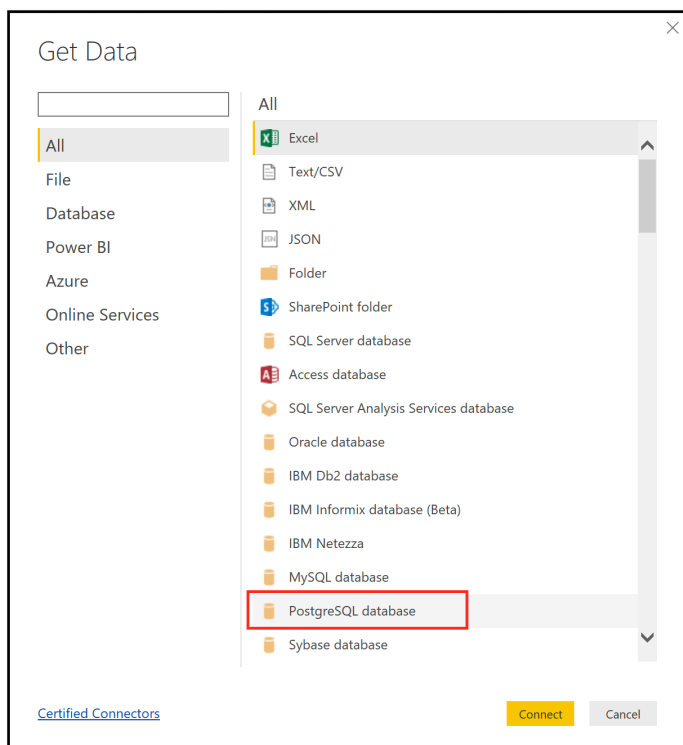 Get Data
All
File
Database
Power BI
Azure
Online Services
Other
All
Excel
Text/CSV
XML
JSON
Folder
SharePoint folder
SQL Server database
Access database
SQL Server Analysis Services database
Oracle database
IBM Db2 database
IBM Informix database (Beta)
IBM Netezza
MySQL database
PostgreSQL database
Sybase database
Certified Connectors
Connect
Cancel